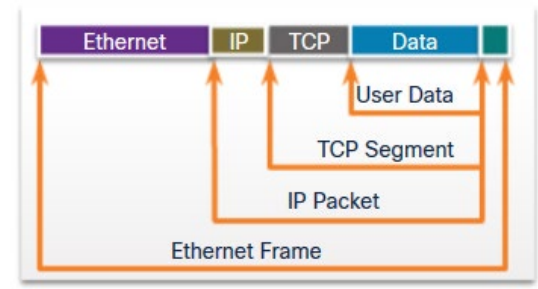 Ethernet IP TCP Data
User Data
TCP Segment
IP Packet
Ethernet Frame